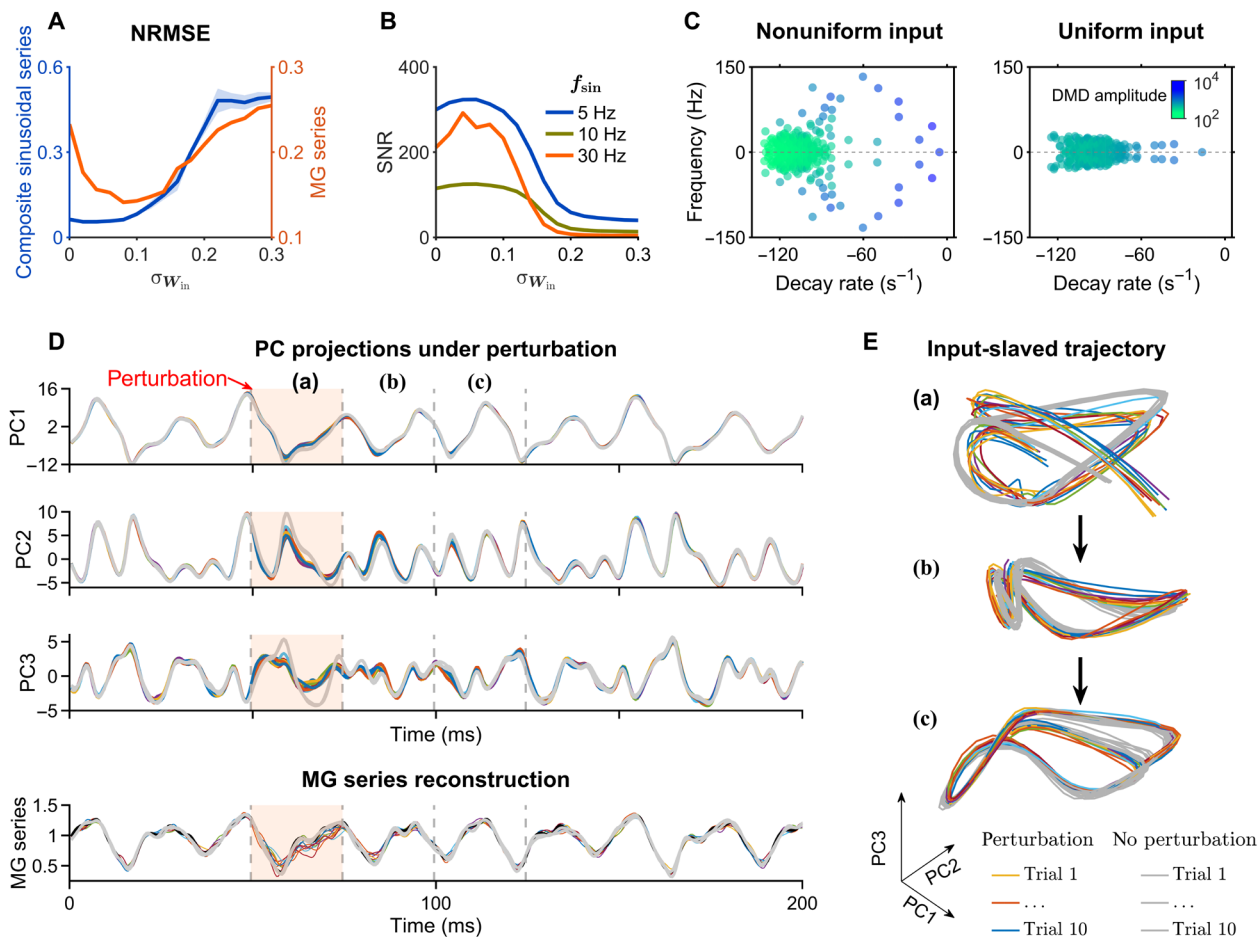 A
NRMSE
Composite sinusoidal series
0.6
0.3
0
0.3
0.2
0.1
MG series
0
0.1
0.2
0.3
σ_{W_in}
B
SNR
400
200
0
f_sin
5 Hz
10 Hz
30 Hz
0
0.1
0.2
0.3
σ_{W_in}
C
Nonuniform input
Frequency (Hz)
150
0
−150
−120
−60
0
Decay rate (s⁻¹)
Uniform input
150
0
−150
DMD amplitude
10⁴
10²
−120
−60
0
Decay rate (s⁻¹)
D
PC projections under perturbation
Perturbation
(a)
(b)
(c)
PC1
16
2
−12
PC2
10
5
0
−5
PC3
5
0
−5
Time (ms)
MG series reconstruction
MG series
1.5
1
0.5
0
100
200
Time (ms)
E
Input-slaved trajectory
(a)
(b)
(c)
PC3
PC2
PC1
Perturbation
No perturbation
Trial 1
Trial 1
...
...
Trial 10
Trial 10